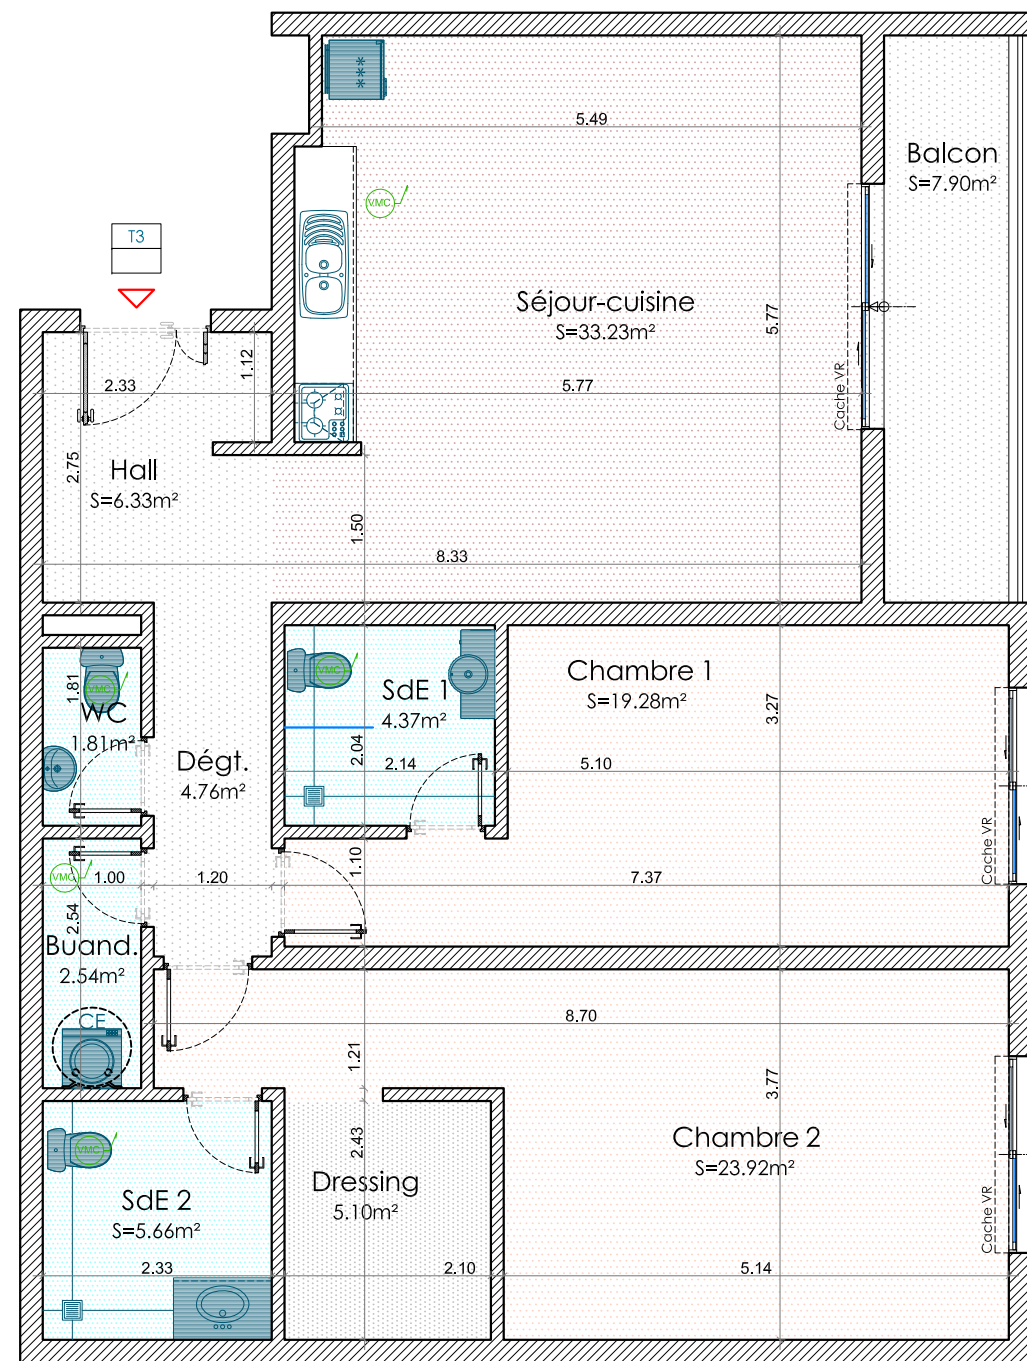 5.49
Balcon
S=7.90m²
VMC
T3
Séjour-cuisine
S=33.23m²
5.77
1.12
2.33
5.77
Cache VR
2.75
Hall
S=6.33m²
1.50
8.33
1.81
VMC
WC
1.81m²
VMC
SdE 1
4.37m²
2.04
2.14
Chambre 1
S=19.28m²
3.27
5.10
Dégt.
4.76m²
Cache VR
VMC
1.00
1.20
1.10
7.37
2.54
Buand.
2.54m²
CE
8.70
1.21
3.77
VMC
2.43
Chambre 2
S=23.92m²
SdE 2
S=5.66m²
Dressing
5.10m²
Cache VR
2.33
2.10
5.14